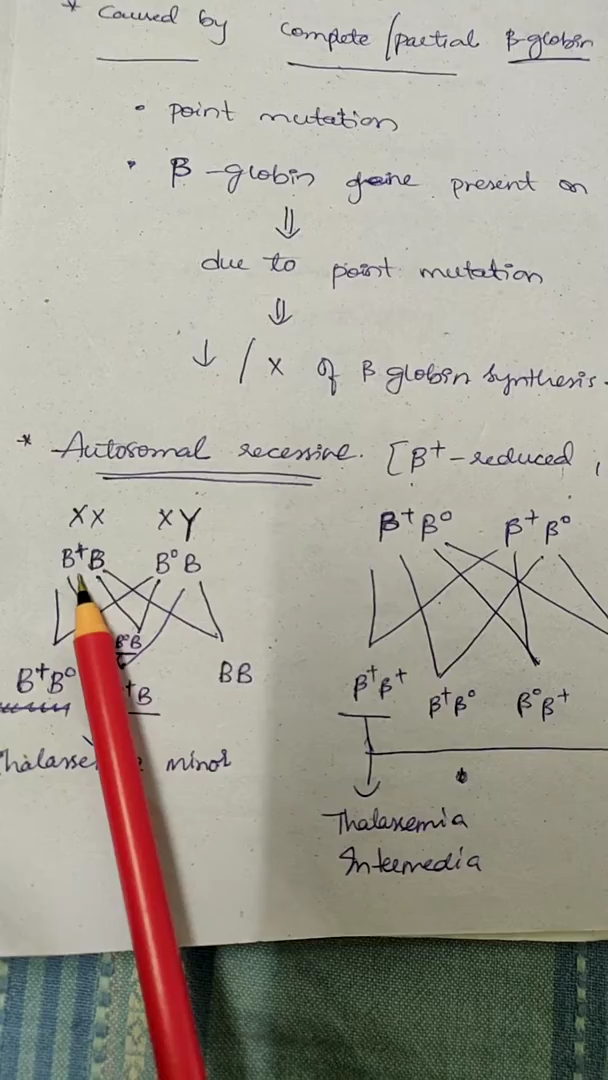 * Caused by complete/partial β-globin
• point mutation
• β-globin gene present on
⇓
due to point mutation
⇓
↓ / X of β globin synthesis.
* Autosomal recessive. [β+-reduced,
XX XY
B+B B°B
β+β° β+β°
B°B
B+B° +B BB
β+β+ β+β° β°β+
minor
Thalassemia
Intermedia